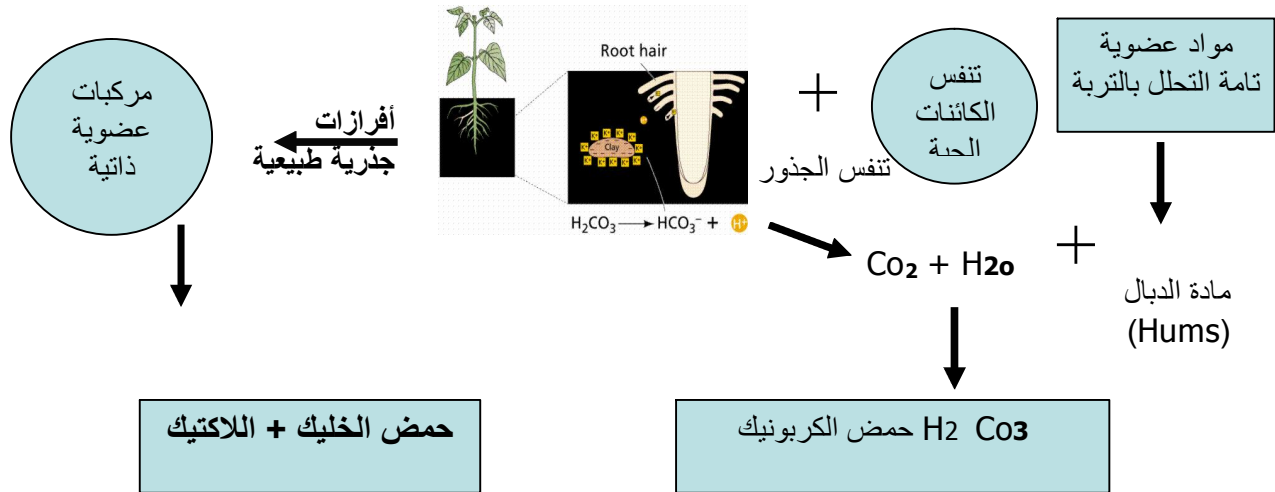 مواد عضوية
تامة التحلل بالتربة
+
تنفس
الكائنات
الحية
تنفس الجذور
Root hair
K+
Clay
H₂CO₃ → HCO₃⁻ + H⁺
أفرازات
جذرية طبيعية
مركبات
عضوية
ذاتية
Co2 + H2o
+
مادة الدبال
(Hums)
حمض الكربونيك H2 Co3
حمض الخليك + اللاكتيك